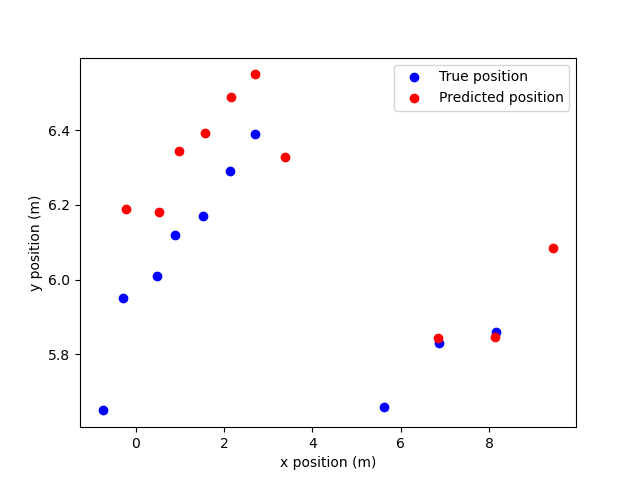 True position
Predicted position
6.4
6.2
6.0
5.8
y position (m)
0 2 4 6 8
x position (m)